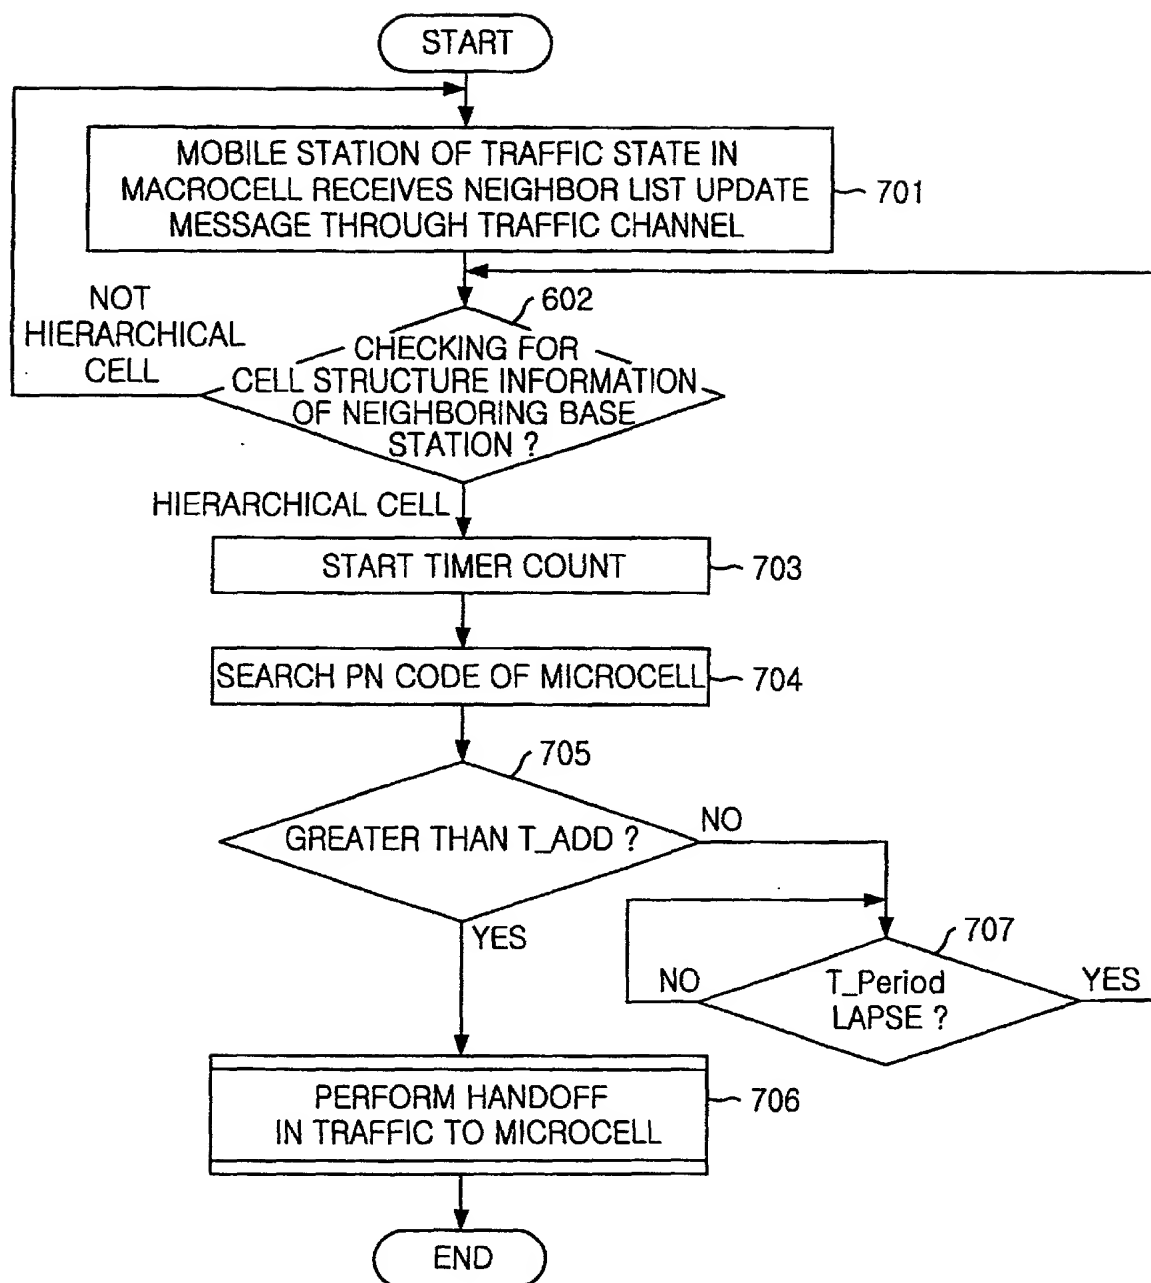 START
MOBILE STATION OF TRAFFIC STATE IN
MACROCELL RECEIVES NEIGHBOR LIST UPDATE
MESSAGE THROUGH TRAFFIC CHANNEL
701
NOT
HIERARCHICAL
CELL
602
CHECKING FOR
CELL STRUCTURE INFORMATION
OF NEIGHBORING BASE
STATION ?
HIERARCHICAL CELL
START TIMER COUNT
703
SEARCH PN CODE OF MICROCELL
704
705
GREATER THAN T_ADD ?
NO
YES
707
NO
T_Period
LAPSE ?
YES
PERFORM HANDOFF
IN TRAFFIC TO MICROCELL
706
END